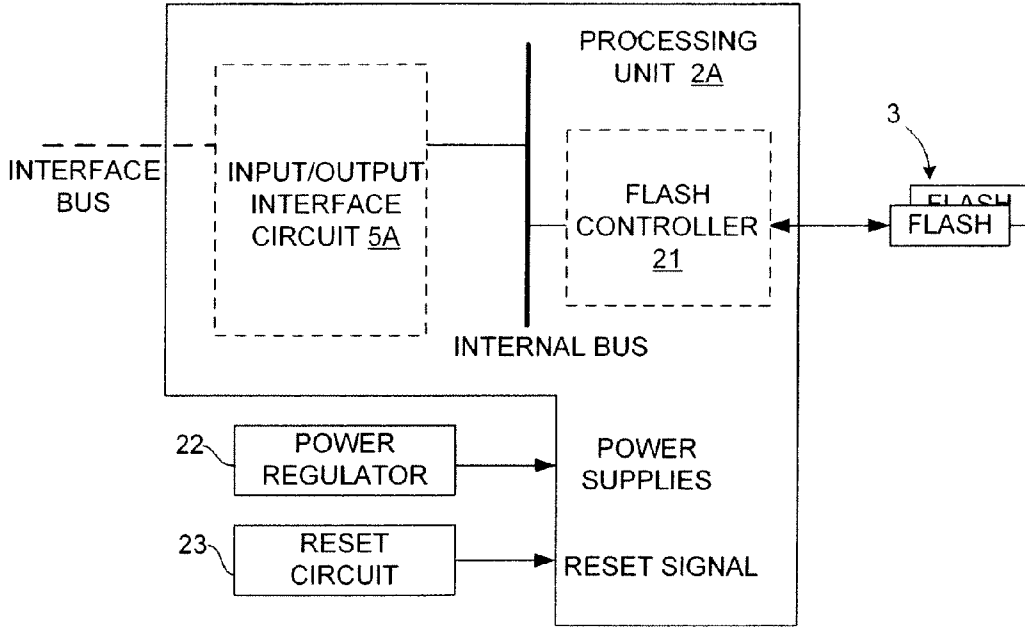 PROCESSING
UNIT 2A
3
INTERFACE
BUS
INPUT/OUTPUT
INTERFACE
CIRCUIT 5A
FLASH
CONTROLLER
21
FLASH
FLASH
INTERNAL BUS
22
POWER
REGULATOR
POWER
SUPPLIES
23
RESET
CIRCUIT
RESET SIGNAL